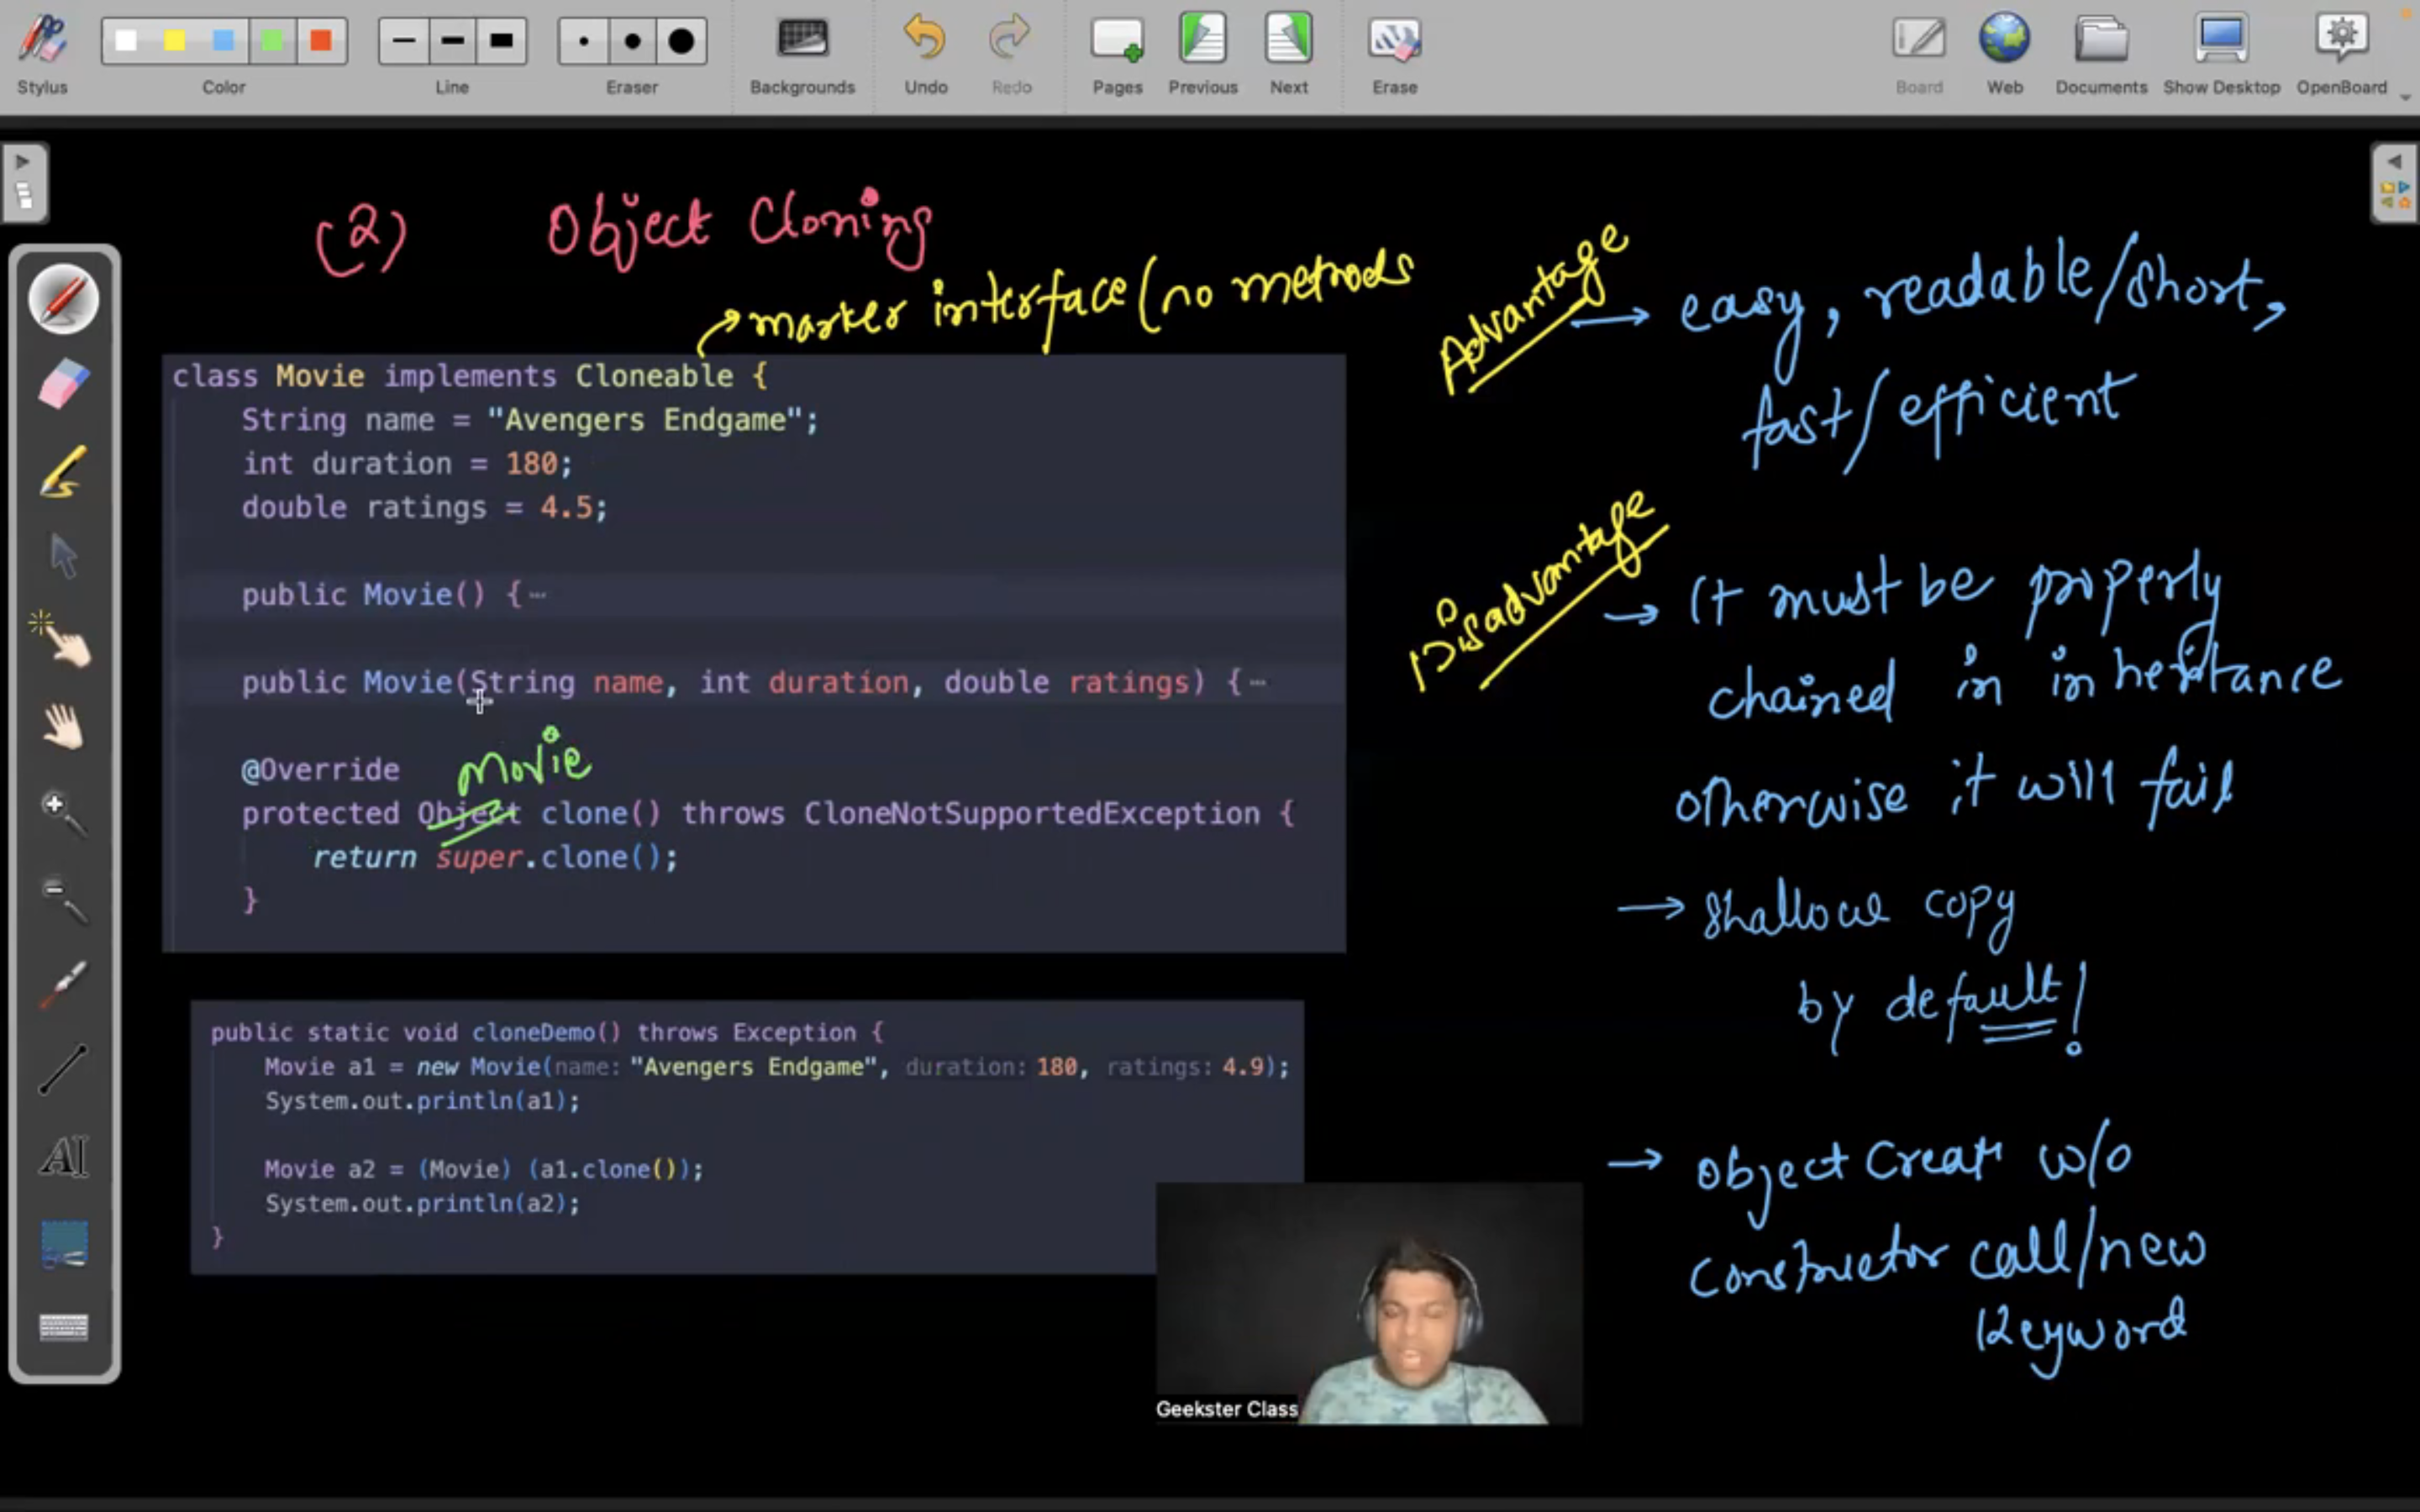 Stylus
Color
Line
Eraser
Backgrounds
Undo
Redo
Pages
Previous
Next
Erase
Board
Web
Documents
Show Desktop
OpenBoard
(2) Object Cloning
marker interface (no methods
class Movie implements Cloneable {
String name = "Avengers Endgame";
int duration = 180;
double ratings = 4.5;
public Movie() {⋯
public Movie(String name, int duration, double ratings) {⋯
@Override
Movie
protected Object clone() throws CloneNotSupportedException {
return super.clone();
}
public static void cloneDemo() throws Exception {
Movie a1 = new Movie(name: "Avengers Endgame", duration: 180, ratings: 4.9);
System.out.println(a1);
Movie a2 = (Movie) (a1.clone());
System.out.println(a2);
}
Advantage
→ easy, readable/short,
fast/efficient
Disadvantage
→ It must be properly
chained in inheritance
otherwise it will fail
→ shallow copy
by default!
→ Object Creatn w/o
Constructor call/new
keyword
Geekster Class
AI